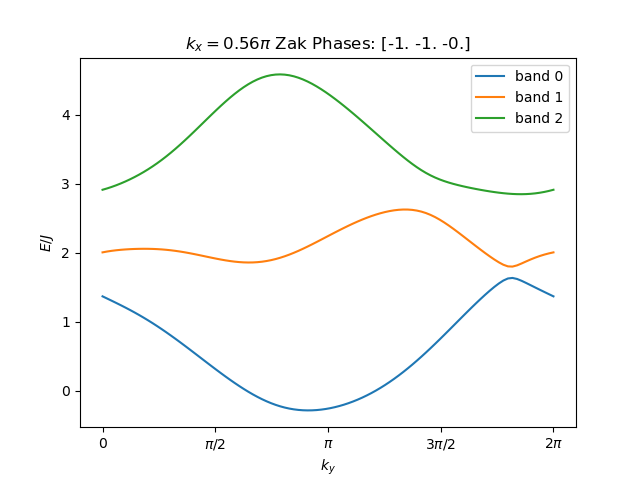 $k_x = 0.56\pi$ Zak Phases: [-1. -1. -0.]
band 0
band 1
band 2
E/J
4
3
2
1
0
0 π/2 π 3π/2 2π
$k_y$